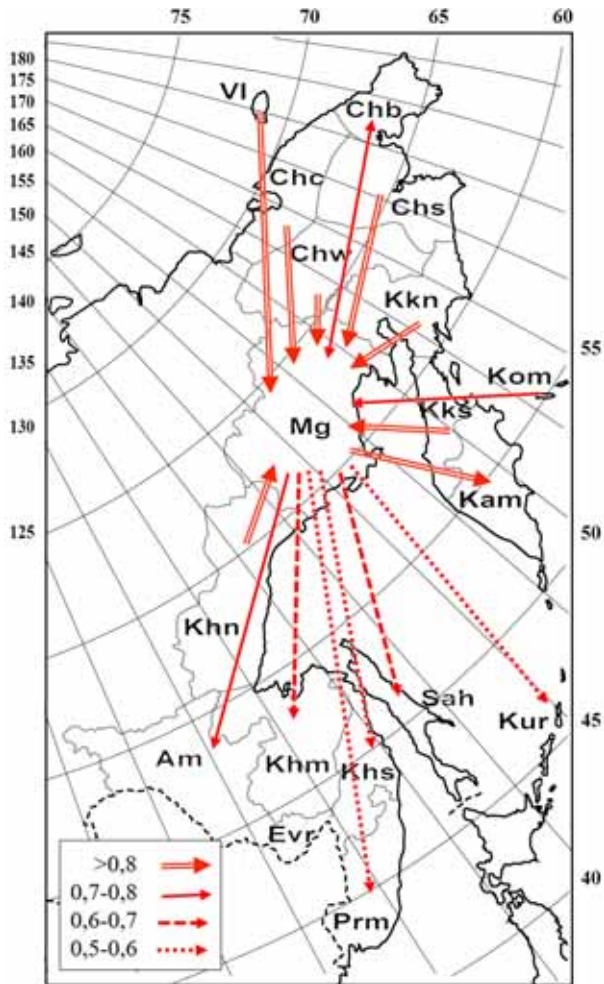 75 70 65 60
180
175
170
165
160
155
150
145
140
135
130
125
55
50
45
40
Vl
Chb
Chc
Chs
Chw
Kkn
Kom
Kks
Mg
Kam
Khn
Sah
Kur
Am
Khm
Khs
Evr
Prm
>0,8
0,7-0,8
0,6-0,7
0,5-0,6